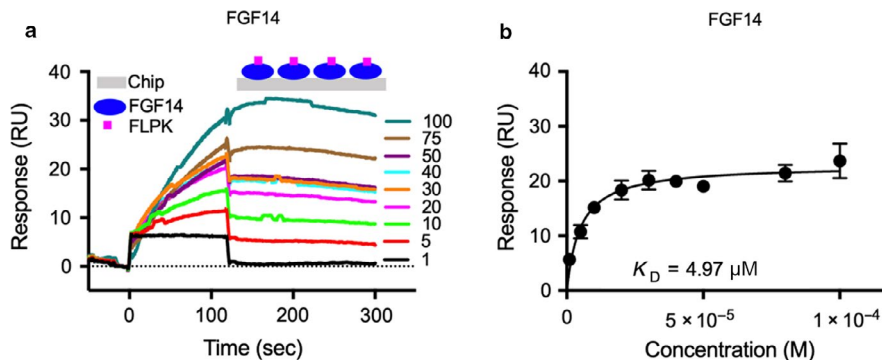 FGF14
a
Response (RU)
40
30
20
10
0
Chip
FGF14
FLPK
100
75
50
40
30
20
10
5
1
0
100
200
300
Time (sec)
FGF14
b
Response (RU)
40
30
20
10
0
K D = 4.97 μM
0
5 × 10⁻⁵
1 × 10⁻⁴
Concentration (M)